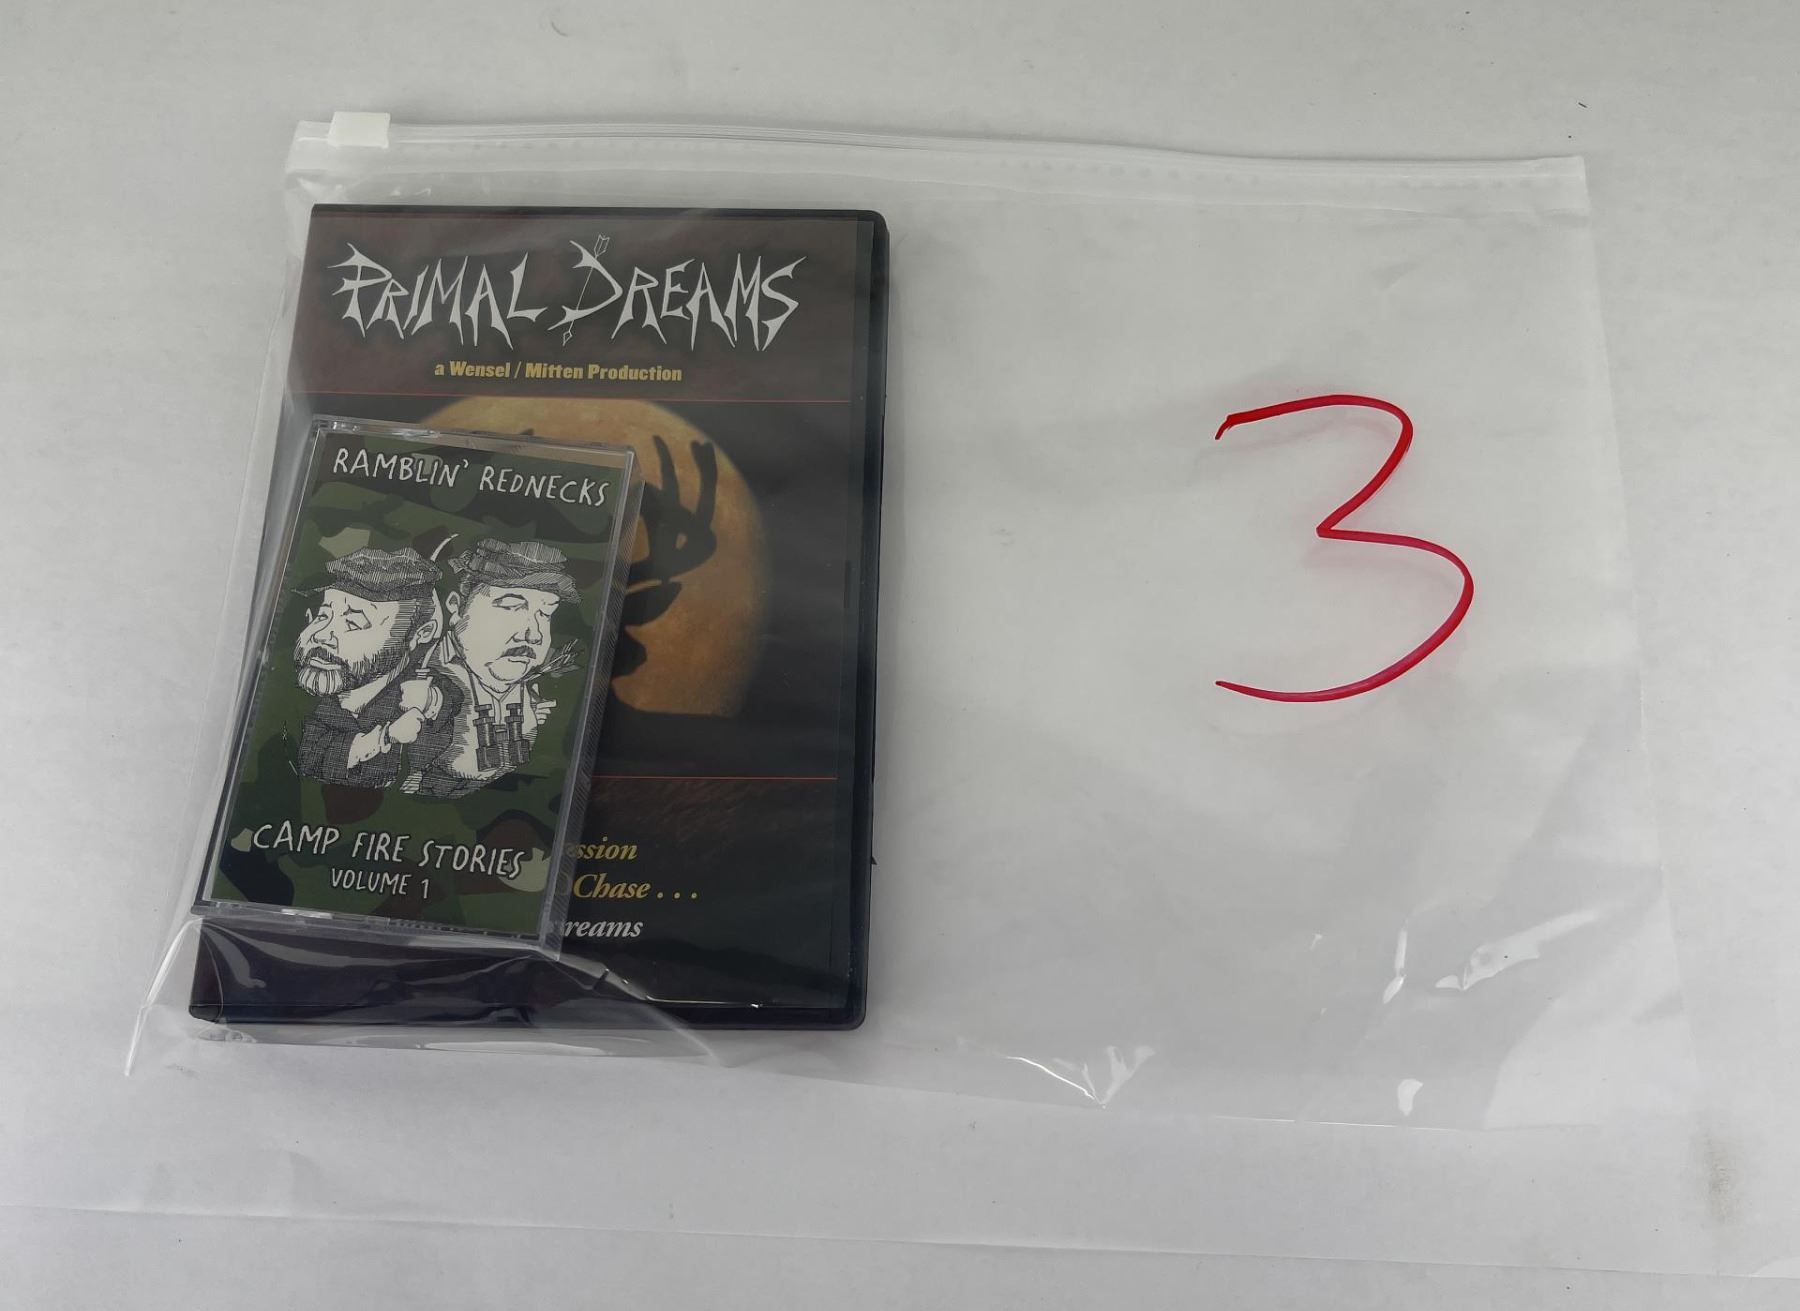 PRIMAL DREAMS
a Wensel / Mitten Production
RAMBLIN' REDNECKS
CAMP FIRE STORIES
VOLUME 1
Chase . . .
3